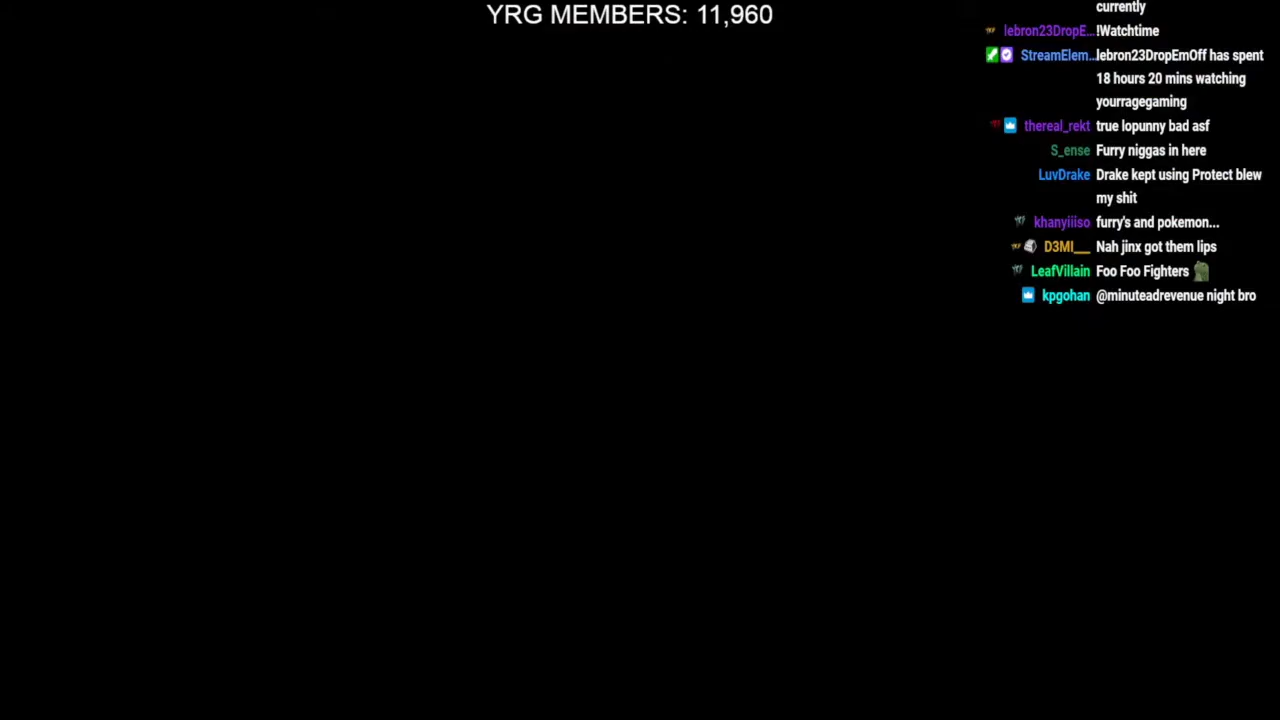 YRG MEMBERS: 11,960
currently
lebron23DropE... !Watchtime
StreamElem... lebron23DropEmOff has spent
18 hours 20 mins watching
yourragegaming
thereal_rekt true lopunny bad asf
S_ense Furry niggas in here
LuvDrake Drake kept using Protect blew
my shit
khanyiiiso furry's and pokemon...
D3MI___ Nah jinx got them lips
LeafVillain Foo Foo Fighters
kpgohan @minuteadrevenue night bro